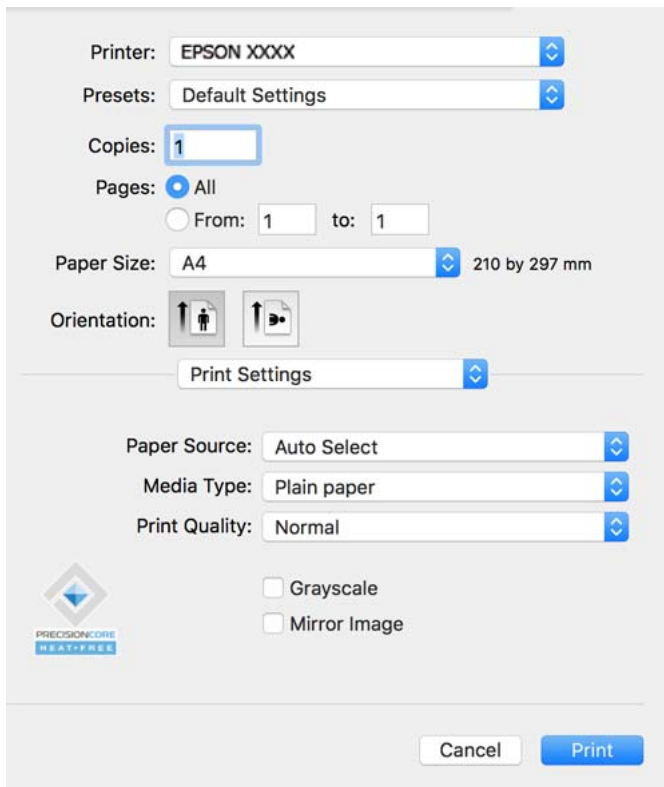 Printer: EPSON XXXX
Presets: Default Settings
Copies: 1
Pages: All
From: 1 to: 1
Paper Size: A4 210 by 297 mm
Orientation:
Print Settings
Paper Source: Auto Select
Media Type: Plain paper
Print Quality: Normal
Grayscale
Mirror Image
PRECISIONCORE
HEAT-FREE
Cancel Print